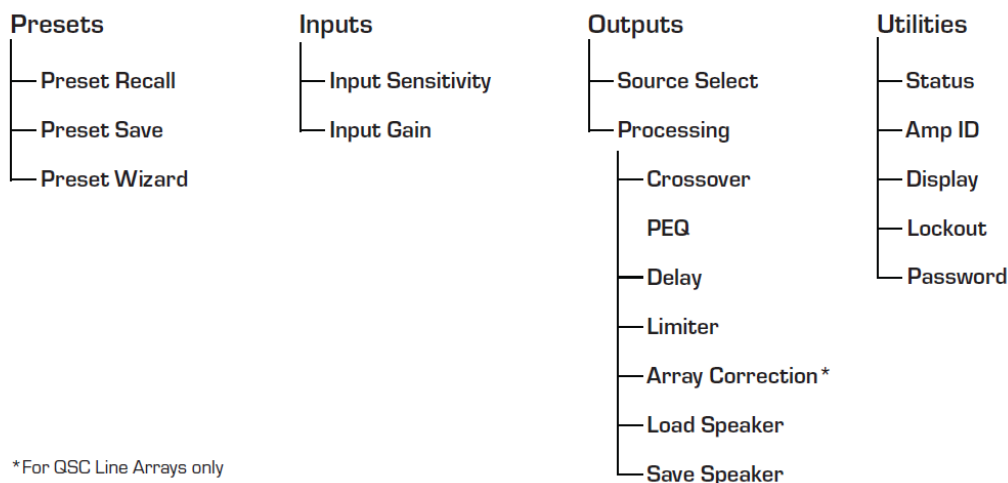 Presets
Preset Recall
Preset Save
Preset Wizard
Inputs
Input Sensitivity
Input Gain
Outputs
Source Select
Processing
Crossover
PEQ
Delay
Limiter
Array Correction*
Load Speaker
Save Speaker
Utilities
Status
Amp ID
Display
Lockout
Password
*For QSC Line Arrays only